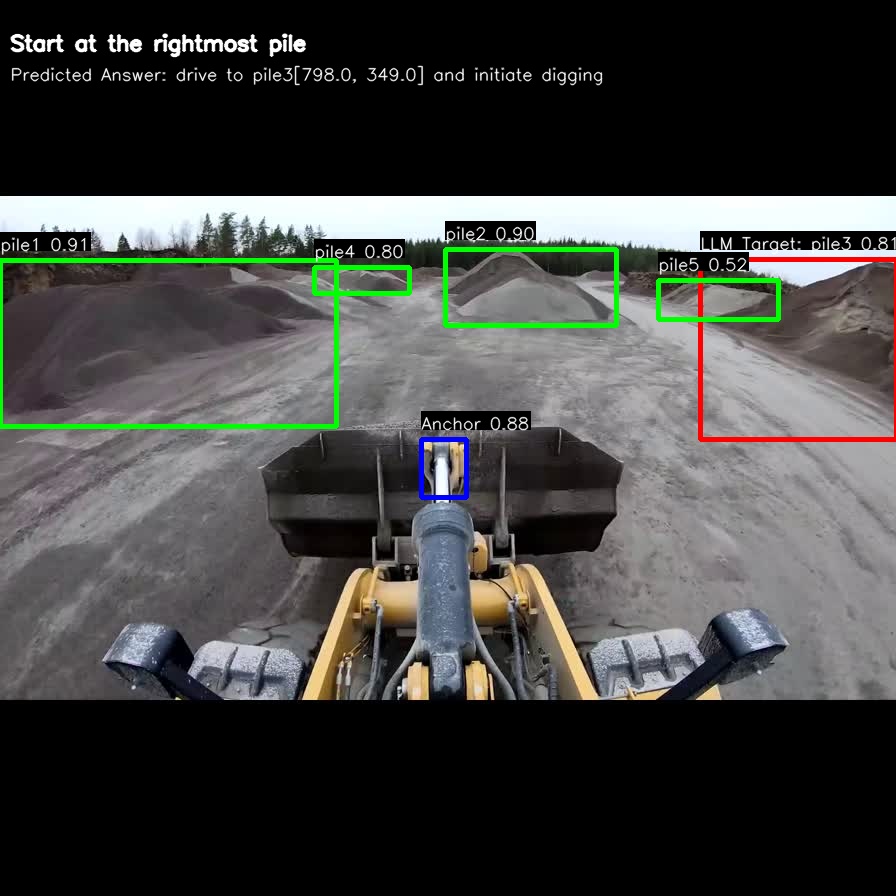 Start at the rightmost pile
Predicted Answer: drive to pile3[798.0, 349.0] and initiate digging
pile1 0.91
pile4 0.80
pile2 0.90
pile5 0.52
LLM Target: pile3 0.81
Anchor 0.88